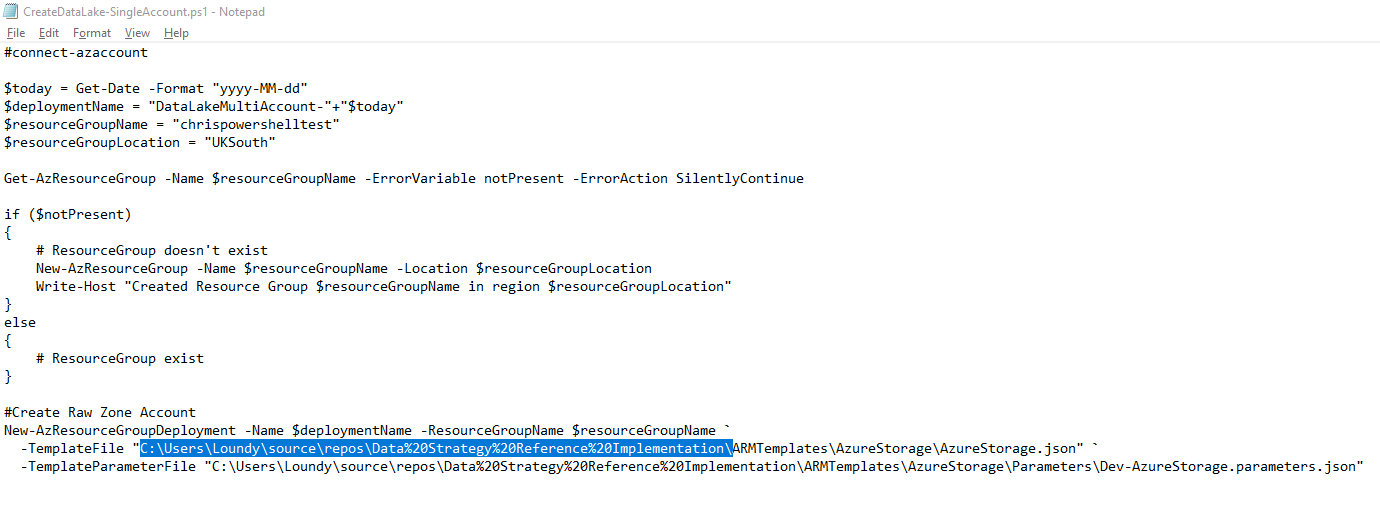 CreateDataLake-SingleAccount.ps1 - Notepad
File Edit Format View Help
#connect-azaccount
$today = Get-Date -Format "yyyy-MM-dd"
$deploymentName = "DataLakeMultiAccount-"+"$today"
$resourceGroupName = "chrispowershelltest"
$resourceGroupLocation = "UKSouth"
Get-AzResourceGroup -Name $resourceGroupName -ErrorVariable notPresent -ErrorAction SilentlyContinue
if ($notPresent)
{
    # ResourceGroup doesn't exist
    New-AzResourceGroup -Name $resourceGroupName -Location $resourceGroupLocation
    Write-Host "Created Resource Group $resourceGroupName in region $resourceGroupLocation"
}
else
{
    # ResourceGroup exist
}
#Create Raw Zone Account
New-AzResourceGroupDeployment -Name $deploymentName -ResourceGroupName $resourceGroupName `
  -TemplateFile "C:\Users\Loundy\source\repos\Data%20Strategy%20Reference%20Implementation\ARMTemplates\AzureStorage\AzureStorage.json" `
  -TemplateParameterFile "C:\Users\Loundy\source\repos\Data%20Strategy%20Reference%20Implementation\ARMTemplates\AzureStorage\Parameters\Dev-AzureStorage.parameters.json"